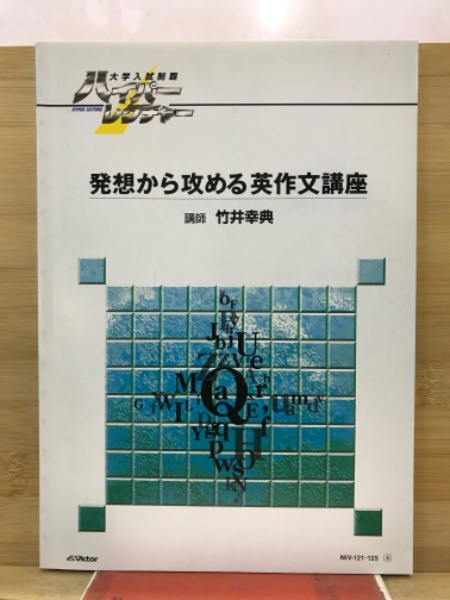 大学入試制覇
ハイパー
HYPER LECTURE
レクチャー
発想から攻める英作文講座
講師 竹井幸典
Victor
NIV-121-125 A